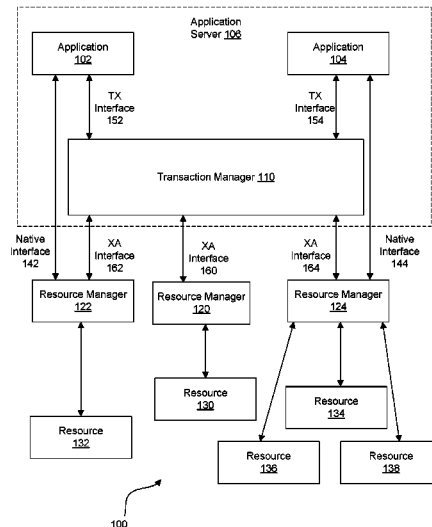 Application
Server 106
Application
102
Application
104
TX
Interface
152
TX
Interface
154
Transaction Manager 110
Native
Interface
142
XA
Interface
162
XA
Interface
160
XA
Interface
164
Native
Interface
144
Resource Manager
122
Resource Manager
120
Resource Manager
124
Resource
130
Resource
134
Resource
132
Resource
136
Resource
138
100